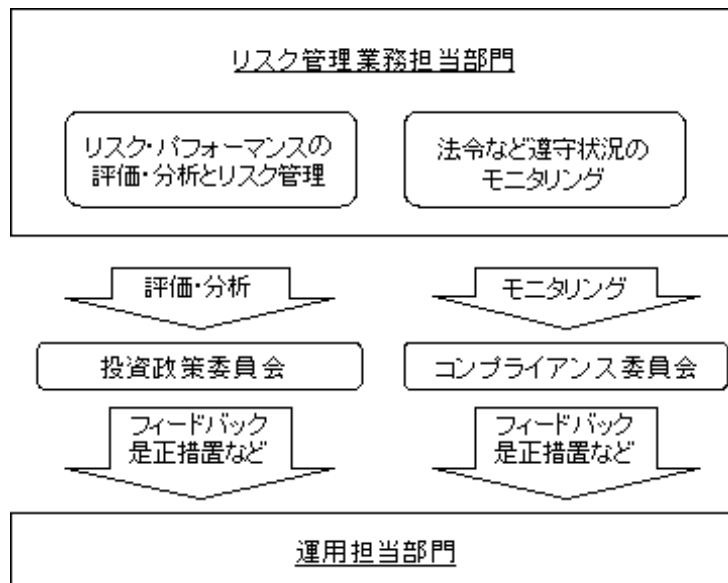 リスク管理業務担当部門
リスク・パフォーマンスの
評価・分析とリスク管理
法令など遵守状況の
モニタリング
評価・分析
モニタリング
投資政策委員会
コンプライアンス委員会
フィードバック
是正措置など
フィードバック
是正措置など
運用担当部門